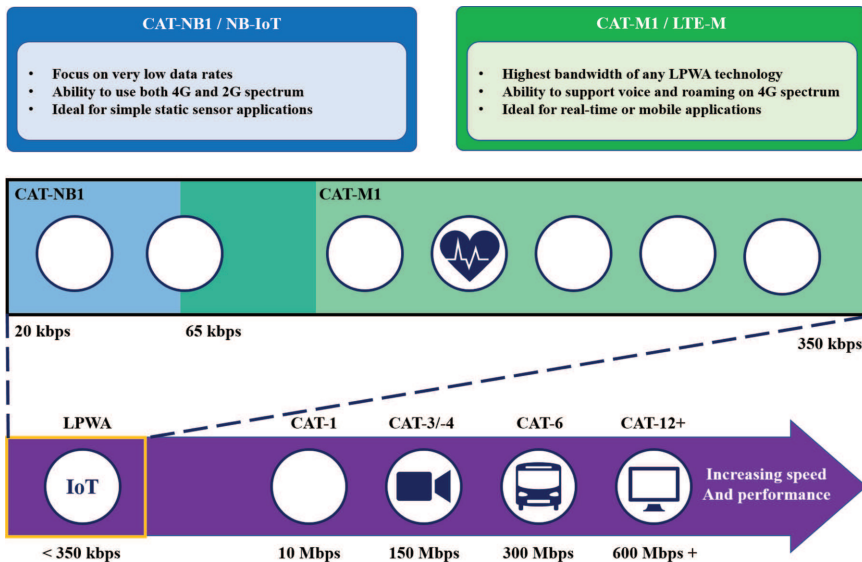 CAT-NB1 / NB-IoT
• Focus on very low data rates
• Ability to use both 4G and 2G spectrum
• Ideal for simple static sensor applications
CAT-M1 / LTE-M
• Highest bandwidth of any LPWA technology
• Ability to support voice and roaming on 4G spectrum
• Ideal for real-time or mobile applications
CAT-NB1
CAT-M1
20 kbps
65 kbps
350 kbps
LPWA
CAT-1
CAT-3/-4
CAT-6
CAT-12+
IoT
Increasing speed
And performance
< 350 kbps
10 Mbps
150 Mbps
300 Mbps
600 Mbps +